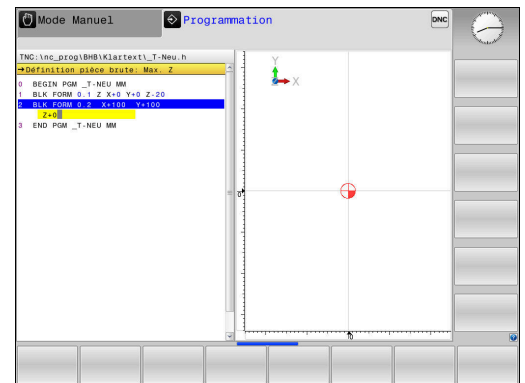 Mode Manuel
Programmation
DNC
TNC:\nc_prog\BHB\Klartext\_T-Neu.h
→Définition pièce brute: Max. Z
0 BEGIN PGM _T-NEU MM
1 BLK FORM 0.1 Z X+0 Y+0 Z-20
2 BLK FORM 0.2 X+100 Y+100
Z+0
3 END PGM _T-NEU MM
Y
X
0
0